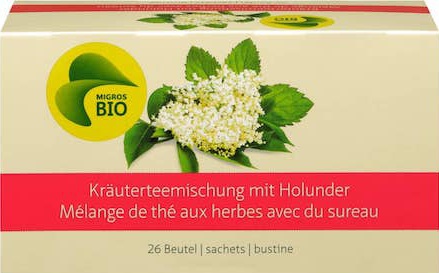 MIGROS
BIO
Kräuterteemischung mit Holunder
Mélange de thé aux herbes avec du sureau
26 Beutel | sachets | bustine